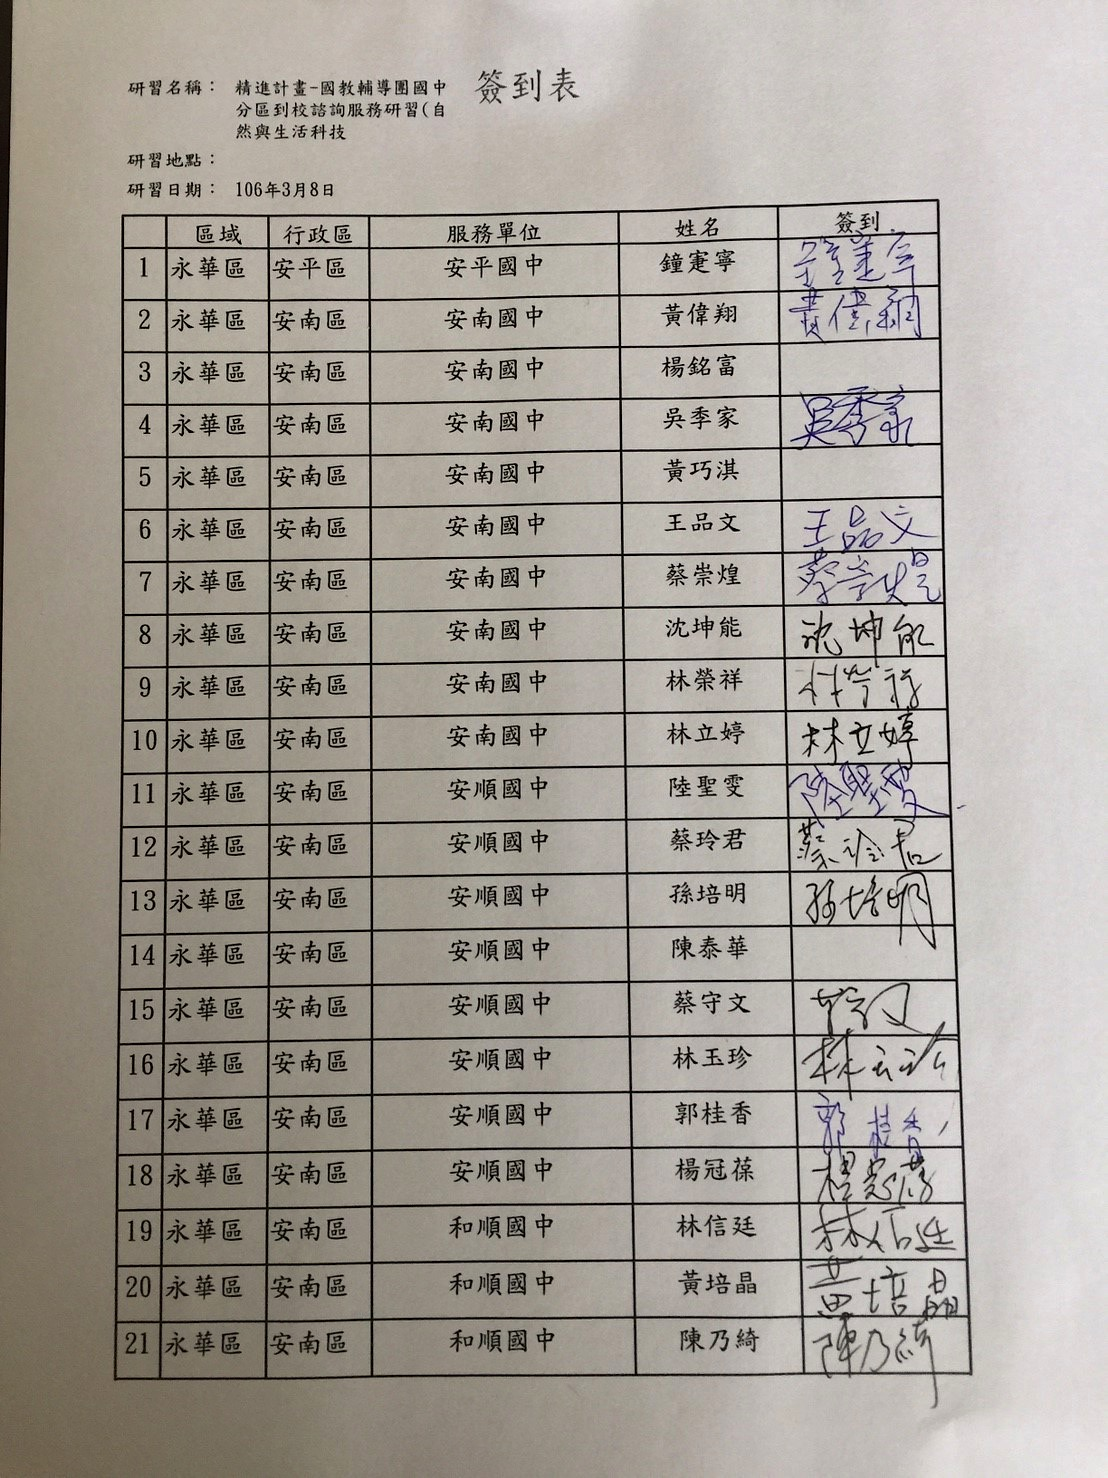 簽到表
研習名稱： 精進計畫-國教輔導團國中
分區到校諮詢服務研習(自
然與生活科技
研習地點：
研習日期： 106年3月8日
區域 行政區 服務單位 姓名 簽到
1 永華區 安平區 安平國中 鐘寋寧
2 永華區 安南區 安南國中 黃偉翔 黃偉翔
3 永華區 安南區 安南國中 楊銘富
4 永華區 安南區 安南國中 吳季家 吳季家
5 永華區 安南區 安南國中 黃巧淇
6 永華區 安南區 安南國中 王品文 王品文
7 永華區 安南區 安南國中 蔡崇煌 蔡崇煌
8 永華區 安南區 安南國中 沈坤能 沈坤能
9 永華區 安南區 安南國中 林榮祥 林荣祥
10 永華區 安南區 安南國中 林立婷 林立婷
11 永華區 安南區 安順國中 陸聖雯 陸聖雯
12 永華區 安南區 安順國中 蔡玲君 蔡玲君
13 永華區 安南區 安順國中 孫培明 孫培明
14 永華區 安南區 安順國中 陳泰華
15 永華區 安南區 安順國中 蔡守文
16 永華區 安南區 安順國中 林玉珍 林玉珍
17 永華區 安南區 安順國中 郭桂香 郭桂香
18 永華區 安南區 安順國中 楊冠葆 楊冠葆
19 永華區 安南區 和順國中 林信廷 林信廷
20 永華區 安南區 和順國中 黃培晶 黃培晶
21 永華區 安南區 和順國中 陳乃綺 陳乃綺